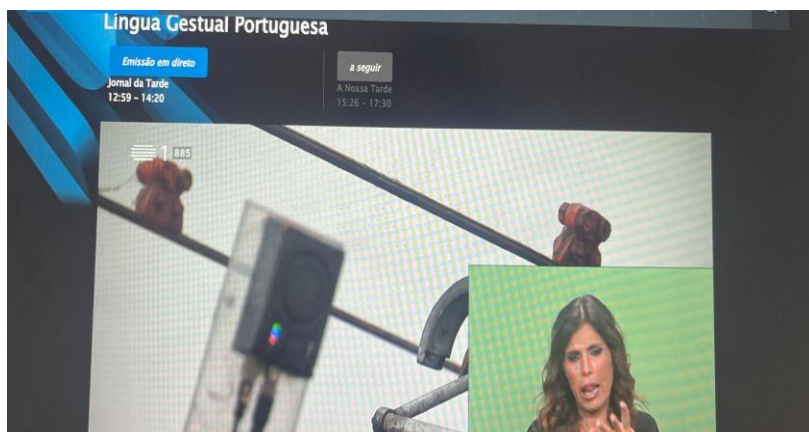 Língua Gestual Portuguesa
Emissão em direto
Jornal da Tarde
12:59 – 14:20
a seguir
A Nossa Tarde
15:26 – 17:30
1 885